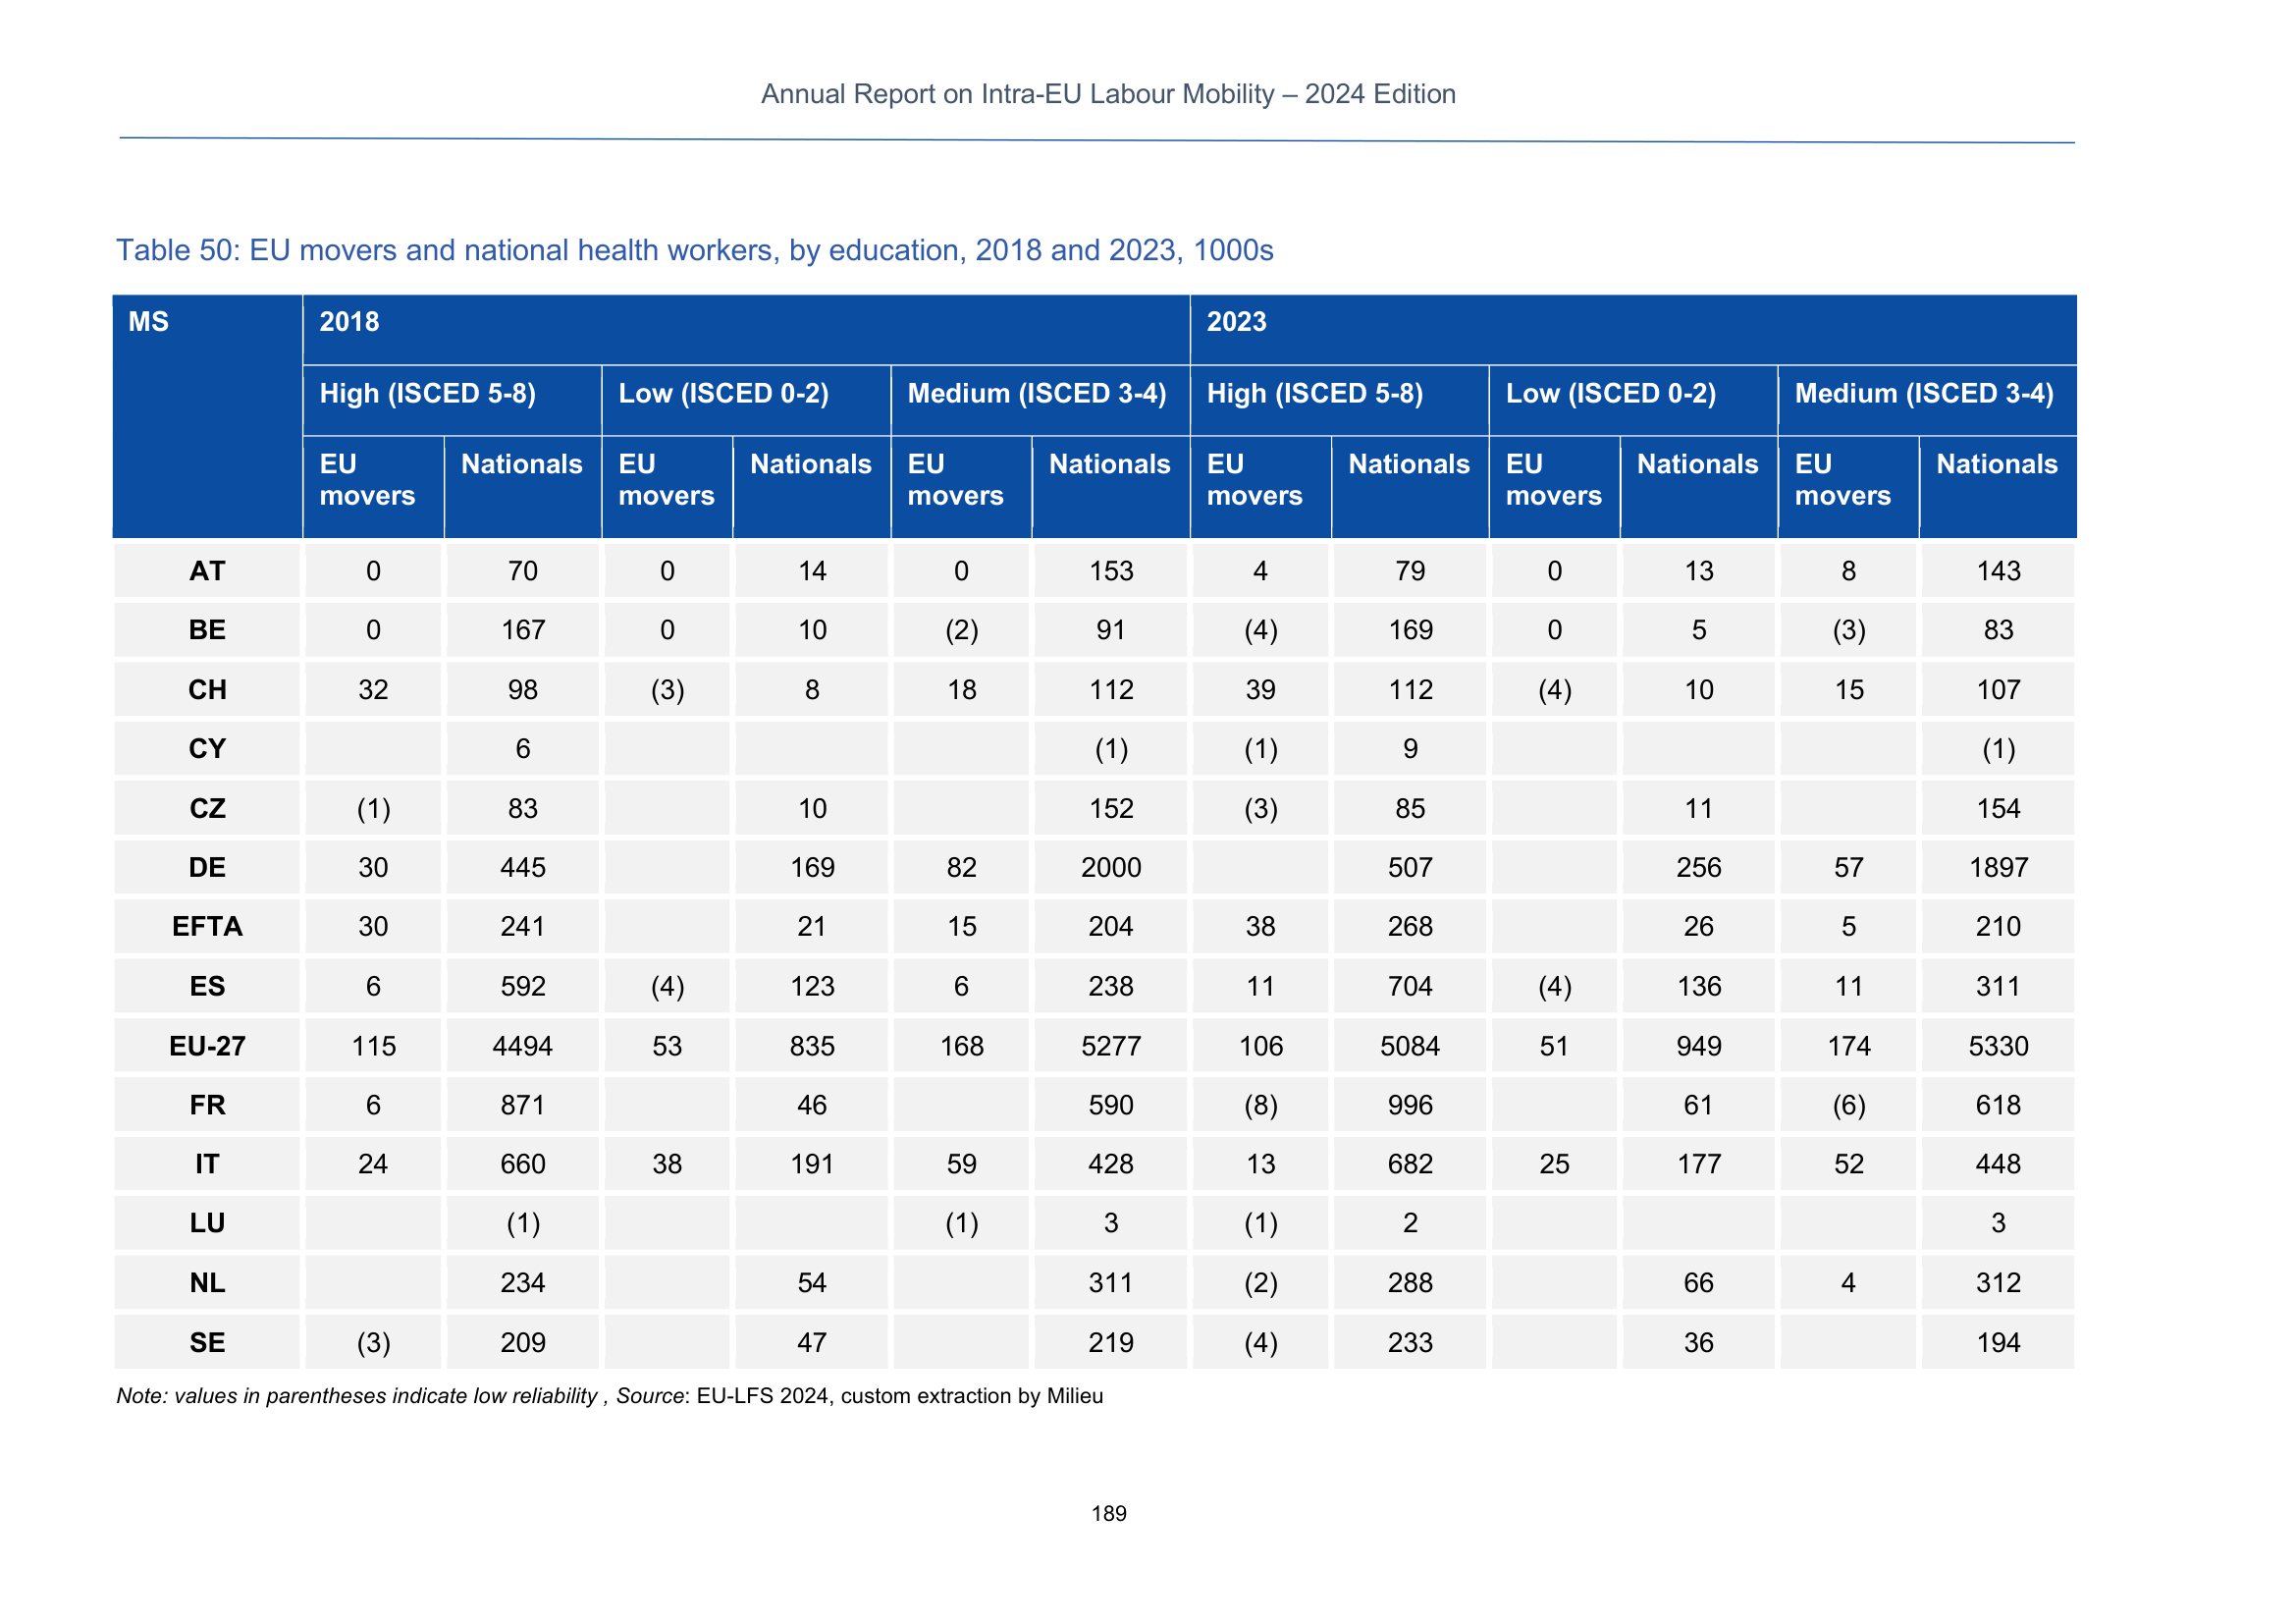 Annual Report on Intra-EU Labour Mobility – 2024 Edition
Table 50: EU movers and national health workers, by education, 2018 and 2023, 1000s
MS 2018 2023
High (ISCED 5-8) Low (ISCED 0-2) Medium (ISCED 3-4) High (ISCED 5-8) Low (ISCED 0-2) Medium (ISCED 3-4)
EU movers Nationals EU movers Nationals EU movers Nationals EU movers Nationals EU movers Nationals EU movers Nationals
AT 0 70 0 14 0 153 4 79 0 13 8 143
BE 0 167 0 10 (2) 91 (4) 169 0 5 (3) 83
CH 32 98 (3) 8 18 112 39 112 (4) 10 15 107
CY 6 (1) (1) 9 (1)
CZ (1) 83 10 152 (3) 85 11 154
DE 30 445 169 82 2000 507 256 57 1897
EFTA 30 241 21 15 204 38 268 26 5 210
ES 6 592 (4) 123 6 238 11 704 (4) 136 11 311
EU-27 115 4494 53 835 168 5277 106 5084 51 949 174 5330
FR 6 871 46 590 (8) 996 61 (6) 618
IT 24 660 38 191 59 428 13 682 25 177 52 448
LU (1) (1) 3 (1) 2 3
NL 234 54 311 (2) 288 66 4 312
SE (3) 209 47 219 (4) 233 36 194
Note: values in parentheses indicate low reliability , Source: EU-LFS 2024, custom extraction by Milieu
189